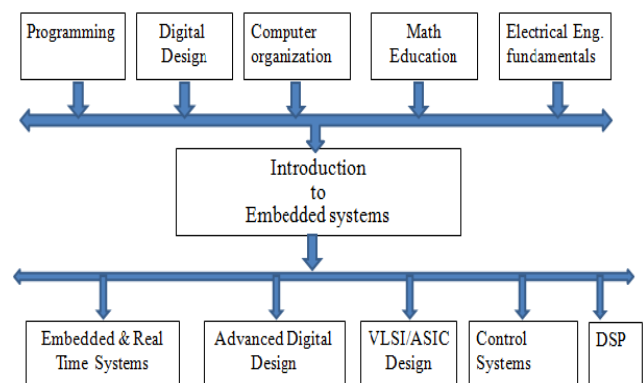 Programming
Digital
Design
Computer
organization
Math
Education
Electrical Eng.
fundamentals
Introduction
to
Embedded systems
Embedded & Real
Time Systems
Advanced Digital
Design
VLSI/ASIC
Design
Control
Systems
DSP